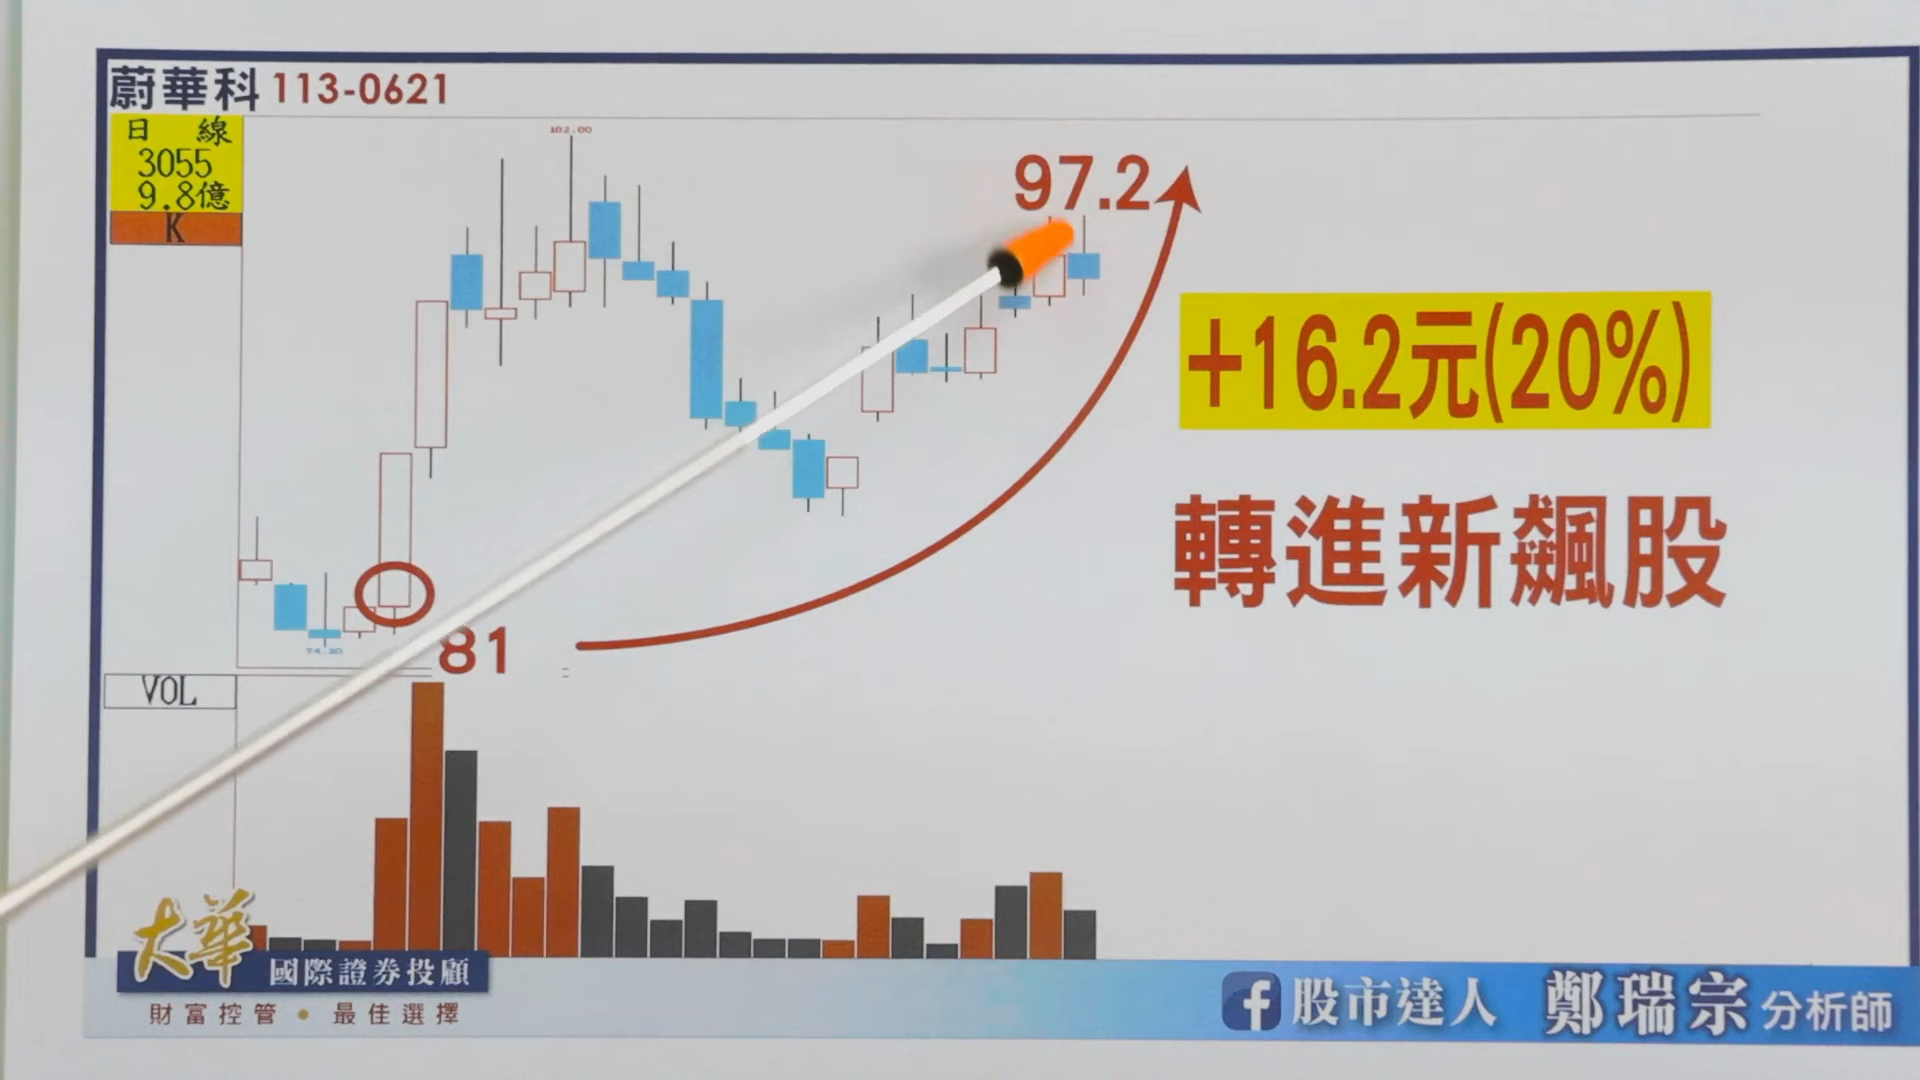 蔚華科 113-0621
日 線
3055
9.8億
K
102.00
97.2
+16.2元(20%)
轉進新飆股
74.20
81
VOL
大華
國際證券投顧
財富控管·最佳選擇
f 股市達人 鄭瑞宗 分析師